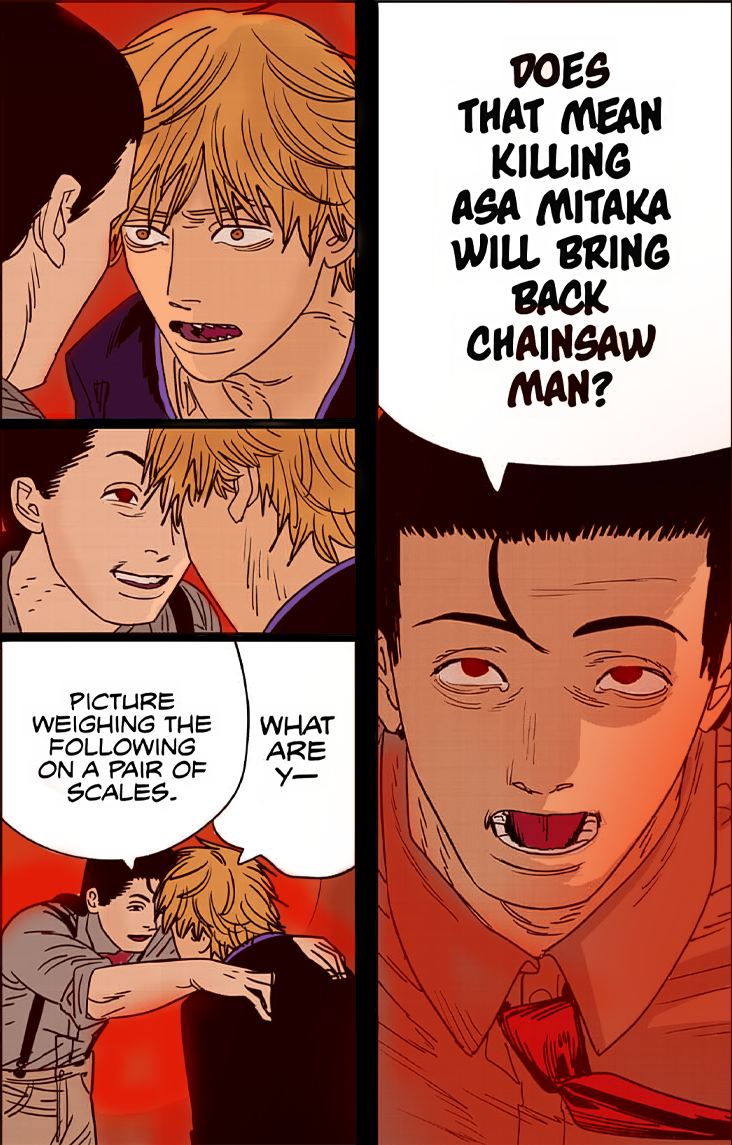 DOES
THAT MEAN
KILLING
ASA MITAKA
WILL BRING
BACK
CHAINSAW
MAN?
WHAT
ARE
Y—
PICTURE
WEIGHING THE
FOLLOWING
ON A PAIR OF
SCALES.